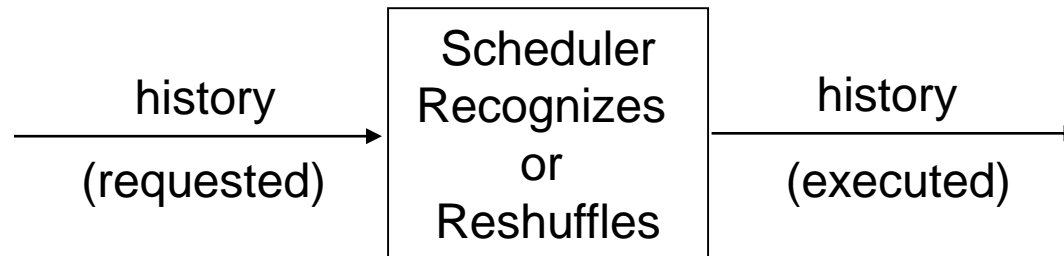 history
(requested)
Scheduler
Recognizes
or
Reshuffles
history
(executed)